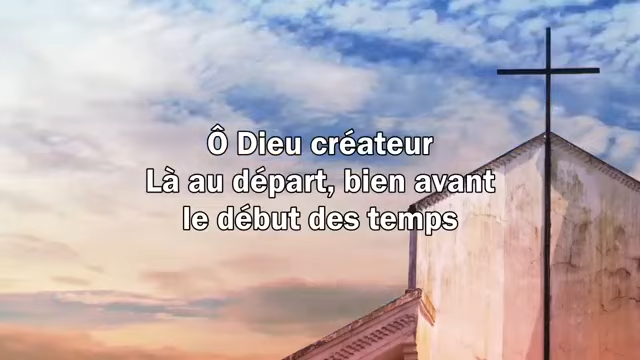 Ô Dieu créateur
Là au départ, bien avant
le début des temps